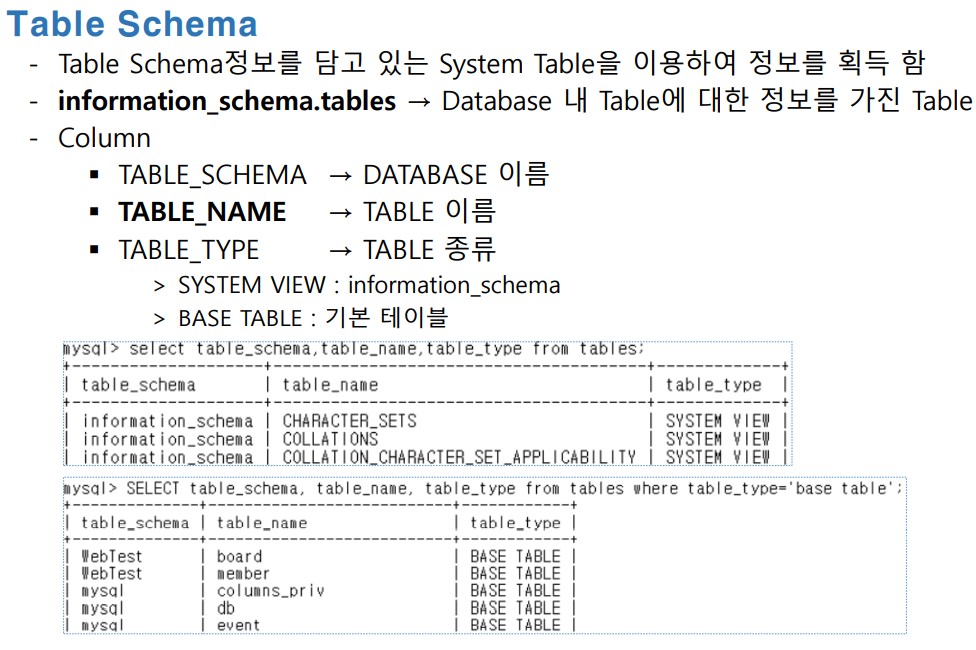 Table Schema
- Table Schema정보를 담고 있는 System Table을 이용하여 정보를 획득 함
- information_schema.tables → Database 내 Table에 대한 정보를 가진 Table
- Column
▪ TABLE_SCHEMA → DATABASE 이름
▪ TABLE_NAME → TABLE 이름
▪ TABLE_TYPE → TABLE 종류
> SYSTEM VIEW : information_schema
> BASE TABLE : 기본 테이블
mysql> select table_schema,table_name,table_type from tables;
| table_schema | table_name | table_type |
| information_schema | CHARACTER_SETS | SYSTEM VIEW |
| information_schema | COLLATIONS | SYSTEM VIEW |
| information_schema | COLLATION_CHARACTER_SET_APPLICABILITY | SYSTEM VIEW |
mysql> SELECT table_schema, table_name, table_type from tables where table_type='base table';
| table_schema | table_name | table_type |
| WebTest | board | BASE TABLE |
| WebTest | member | BASE TABLE |
| mysql | columns_priv | BASE TABLE |
| mysql | db | BASE TABLE |
| mysql | event | BASE TABLE |